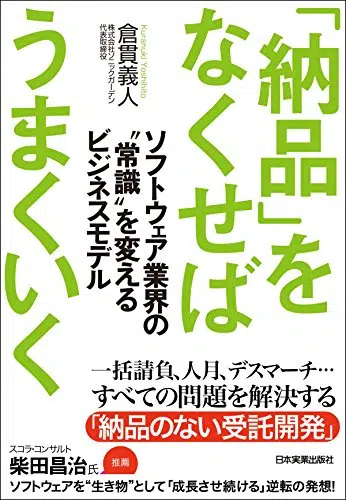 「納品」を
なくせば
うまくいく
ソフトウェア業界の
“常識”を変える
ビジネスモデル
Kuranuki Yoshihito
倉貫義人
株式会社ソニックガーデン
代表取締役
一括請負、人月、デスマーチ…
すべての問題を解決する
「納品のない受託開発」
スコラ・コンサルト
柴田昌治氏
推薦
日本実業出版社
ソフトウェアを“生き物”として「成長させ続ける」逆転の発想!